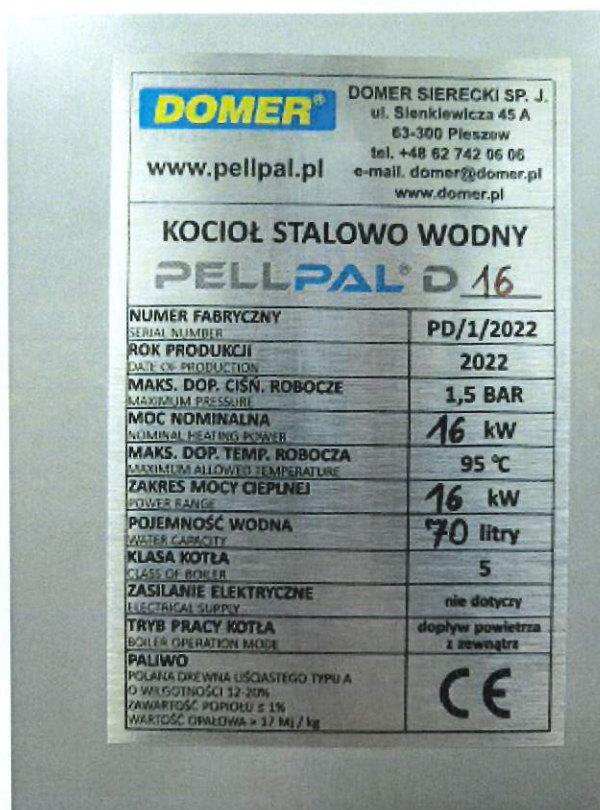 DOMER®
DOMER SIERECKI SP. J.
ul. Sienkiewicza 45 A
63-300 Pleszew
tel. +48 62 742 06 06
www.pellpal.pl
e-mail. domer@domer.pl
www.domer.pl
KOCIOŁ STALOWO WODNY
PELLPAL® D 16
NUMER FABRYCZNY
SERIAL NUMBER
PD/1/2022
ROK PRODUKCJI
DATE OF PRODUCTION
2022
MAKS. DOP. CIŚN. ROBOCZE
MAXIMUM PRESSURE
1,5 BAR
MOC NOMINALNA
NOMINAL HEATING POWER
16 kW
MAKS. DOP. TEMP. ROBOCZA
MAXIMUM ALLOWED TEMPERATURE
95 °C
ZAKRES MOCY CIEPLNEJ
POWER RANGE
16 kW
POJEMNOŚĆ WODNA
WATER CAPACITY
70 litry
KLASA KOTŁA
CLASS OF BOILER
5
ZASILANIE ELEKTRYCZNE
ELECTRICAL SUPPLY
nie dotyczy
TRYB PRACY KOTŁA
BOILER OPERATION MODE
dopływ powietrza
z zewnątrz
PALIWO
POLANA DREWNA LIŚCIASTEGO TYPU A
O WILGOTNOŚCI 12-20%
ZAWARTOŚĆ POPIOŁU ≤ 1%
WARTOŚĆ OPAŁOWA > 17 Mj / kg
CE